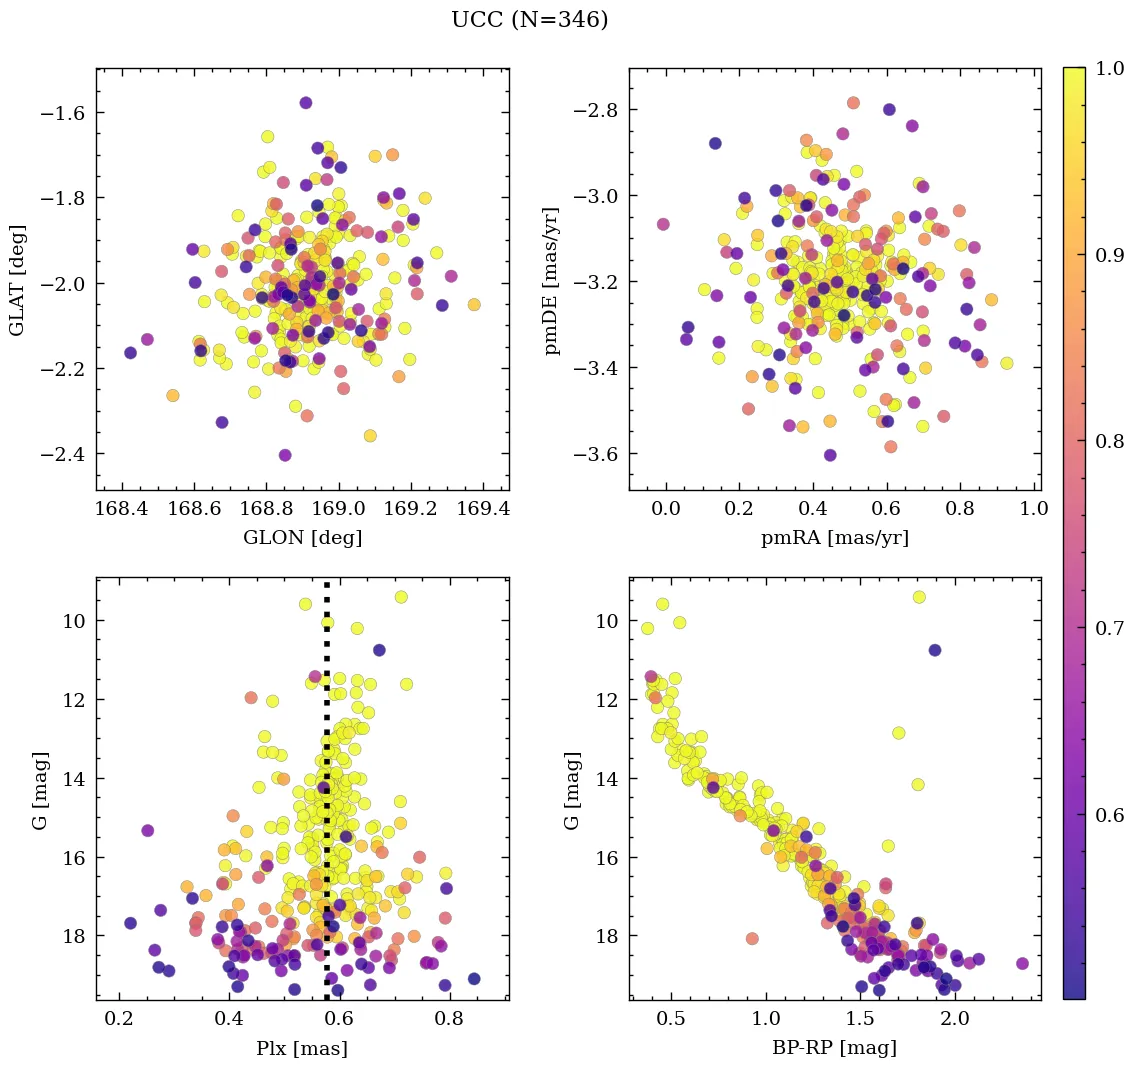 UCC (N=346)
−1.6
−1.8
−2.0
−2.2
−2.4
GLAT [deg]
168.4 168.6 168.8 169.0 169.2 169.4
GLON [deg]
−2.8
−3.0
−3.2
−3.4
−3.6
pmDE [mas/yr]
0.0 0.2 0.4 0.6 0.8 1.0
pmRA [mas/yr]
10
12
14
16
18
G [mag]
0.2 0.4 0.6 0.8
Plx [mas]
10
12
14
16
18
G [mag]
0.5 1.0 1.5 2.0
BP-RP [mag]
1.0
0.9
0.8
0.7
0.6